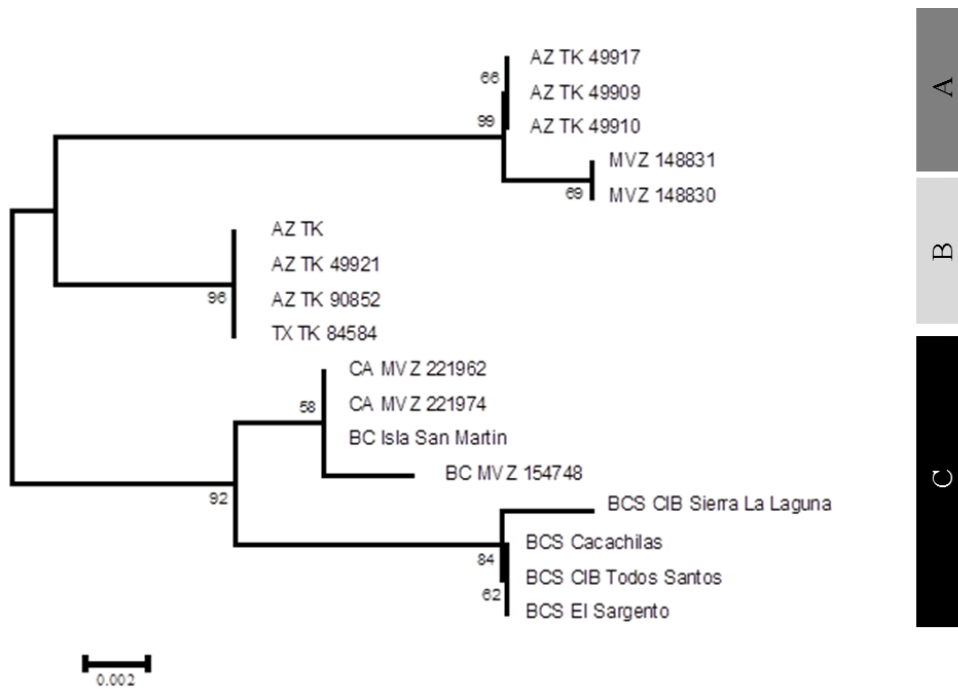 AZ TK 49917
66
AZ TK 49909
99
AZ TK 49910
MVZ 148831
69
MVZ 148830
A
AZ TK
AZ TK 49921
96
AZ TK 90852
TX TK 84584
B
CA MVZ 221962
58
CA MVZ 221974
BC Isla San Martin
BC MVZ 154748
92
BCS CIB Sierra La Laguna
BCS Cacachilas
84
BCS CIB Todos Santos
62
BCS El Sargento
C
0.002